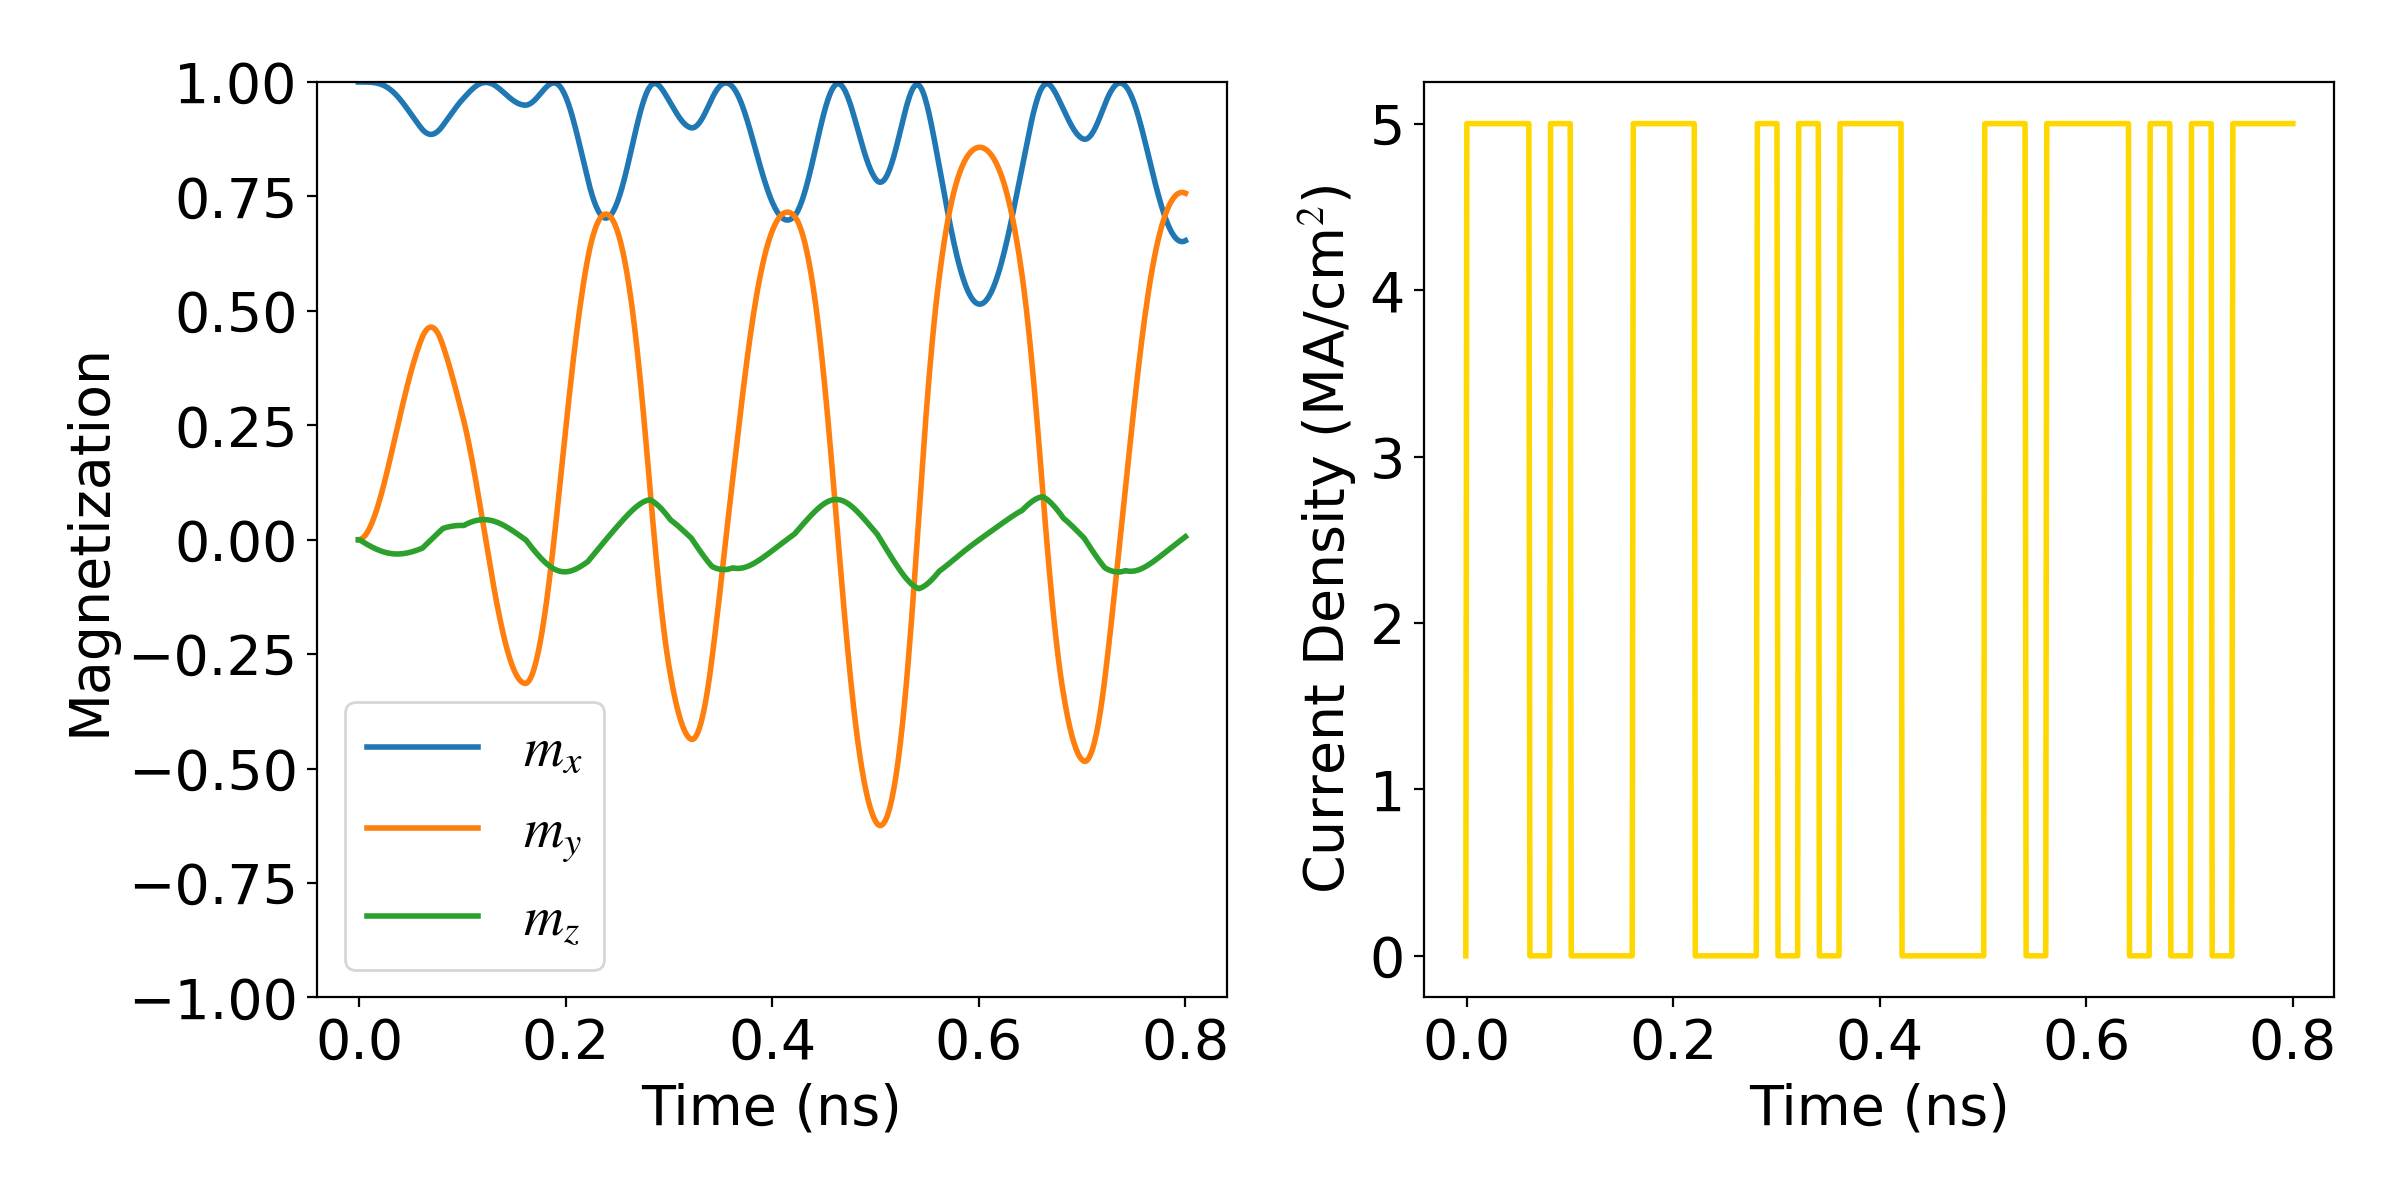 1.00
0.75
0.50
0.25
0.00
−0.25
−0.50
−0.75
−1.00
Magnetization
m_x
m_y
m_z
0.0 0.2 0.4 0.6 0.8
Time (ns)
5
4
3
2
1
0
Current Density (MA/cm²)
0.0 0.2 0.4 0.6 0.8
Time (ns)